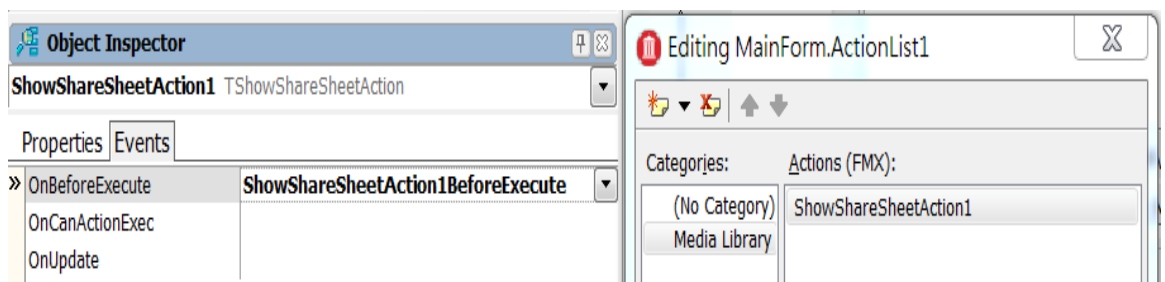 Object Inspector
ShowShareSheetAction1 TShowShareSheetAction
Properties Events
» OnBeforeExecute ShowShareSheetAction1BeforeExecute
OnCanActionExec
OnUpdate
Editing MainForm.ActionList1
Categories: Actions (FMX):
(No Category) ShowShareSheetAction1
Media Library